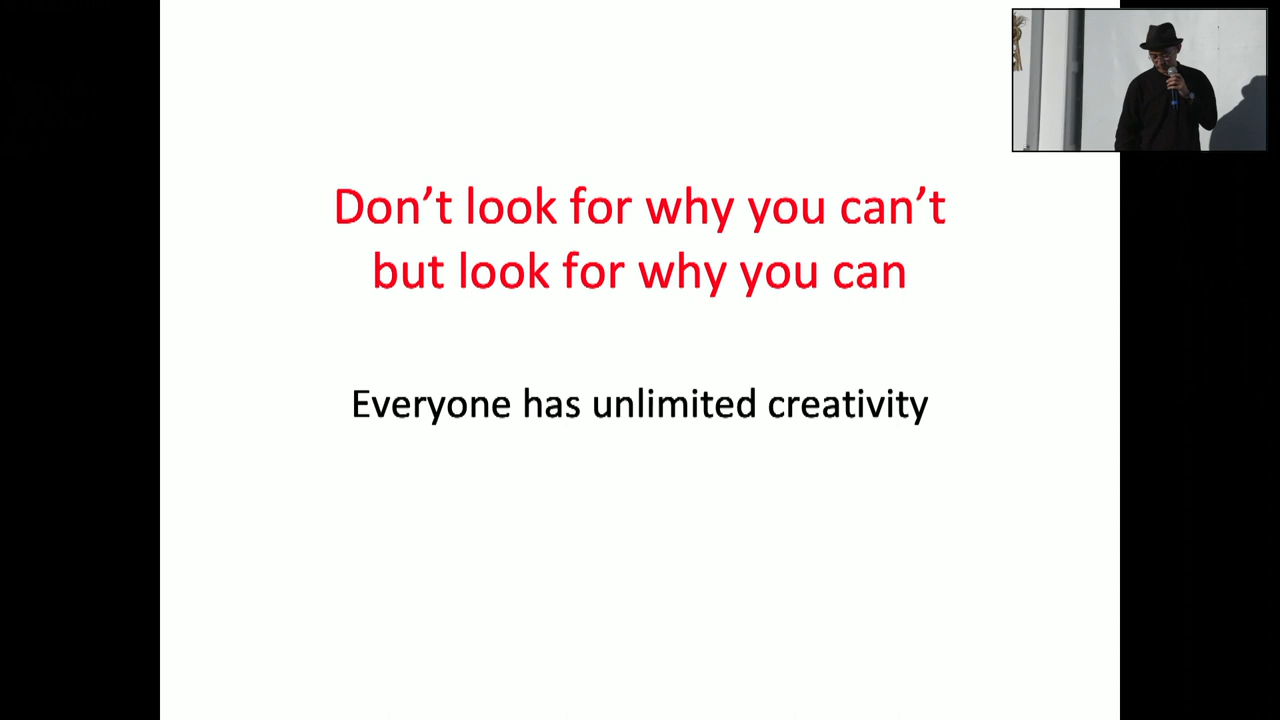 Don’t look for why you can’t
but look for why you can
Everyone has unlimited creativity